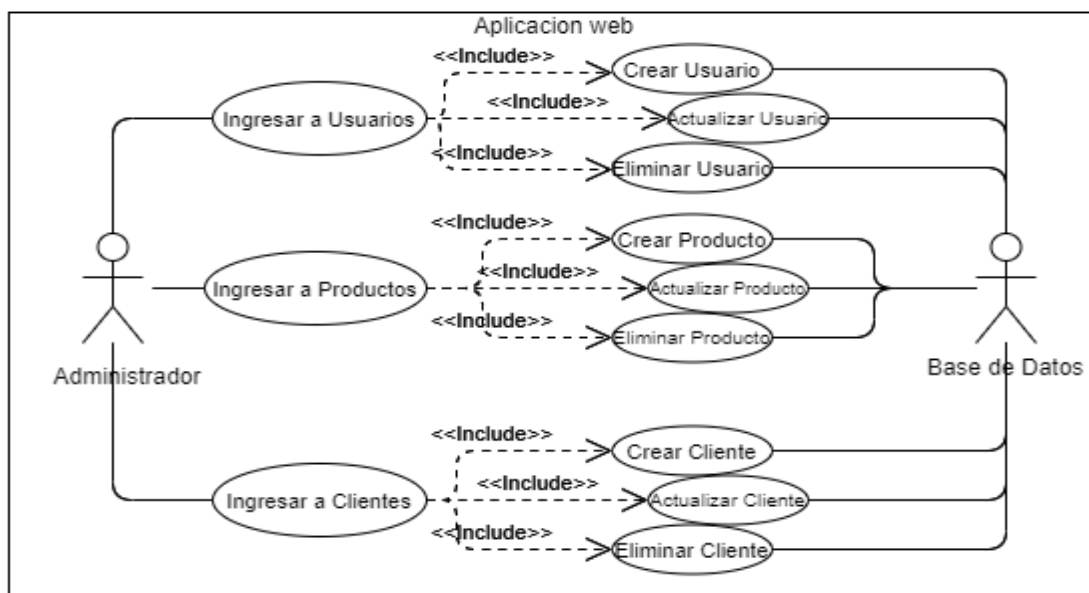 Aplicacion web
<<Include>>
Crear Usuario
<<Include>>
Ingresar a Usuarios
Actualizar Usuario
<<Include>>
Eliminar Usuario
<<Include>>
Crear Producto
<<Include>>
Ingresar a Productos
Actualizar Producto
<<Include>>
Eliminar Producto
Administrador
Base de Datos
<<Include>>
Crear Cliente
<<Include>>
Ingresar a Clientes
Actualizar Cliente
<<Include>>
Eliminar Cliente